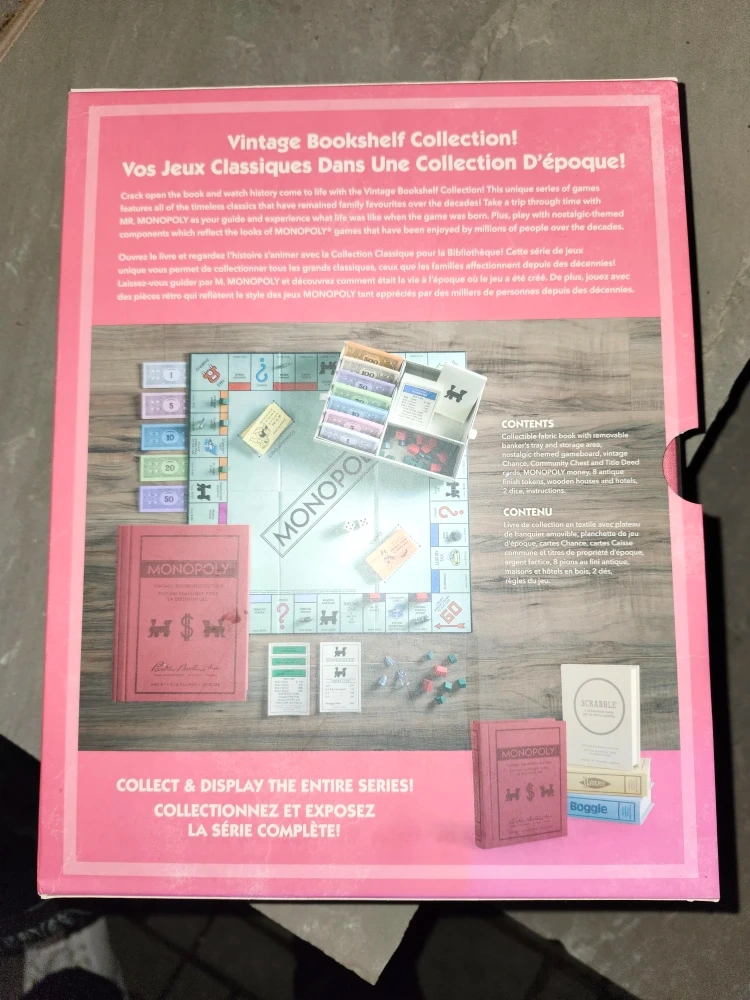 Vintage Bookshelf Collection!
Vos Jeux Classiques Dans Une Collection D'époque!
Crack open the book and watch history come to life with the Vintage Bookshelf Collection! This unique series of games
features all of the timeless classics that have remained family favourites over the decades! Take a trip through time with
MR. MONOPOLY as your guide and experience what life was like when the game was born. Plus, play with nostalgic-themed
components which reflect the looks of MONOPOLY® games that have been enjoyed by millions of people over the decades.
Ouvrez le livre et regardez l'histoire s'animer avec la Collection Classique pour la Bibliothèque! Cette série de jeux
unique vous permet de collectionner tous les grands classiques, ceux que les familles affectionnent depuis des décennies!
Laissez-vous guider par M. MONOPOLY et découvrez comment était la vie à l'époque où le jeu a été créé. De plus, jouez avec
des pièces rétro qui reflètent le style des jeux MONOPOLY tant appréciés par des milliers de personnes depuis des décennies.
1
5
10
20
50
500
100
50
MONOPOLY
GO
CONTENTS
Collectible fabric book with removable
banker's tray and storage area,
nostalgic-themed gameboard, vintage
Chance, Community Chest and Title Deed
cards, MONOPOLY money, 8 antique
finish tokens, wooden houses and hotels,
2 dice, instructions.
CONTENU
Livre de collection en textile avec plateau
de banquier amovible, planchette de jeu
d'époque, cartes Chance, cartes Caisse
commune et titres de propriété d'époque,
argent factice, 8 pions au fini antique,
maisons et hôtels en bois, 2 dés,
règles du jeu.
MONOPOLY
$
SCRABBLE
MONOPOLY
$
Boggle
COLLECT & DISPLAY THE ENTIRE SERIES!
COLLECTIONNEZ ET EXPOSEZ
LA SÉRIE COMPLÈTE!